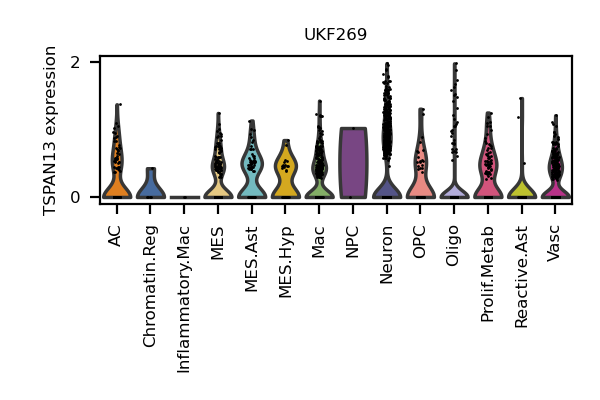 UKF269
TSPAN13 expression
2
0
AC
Chromatin.Reg
Inflammatory.Mac
MES
MES.Ast
MES.Hyp
Mac
NPC
Neuron
OPC
Oligo
Prolif.Metab
Reactive.Ast
Vasc